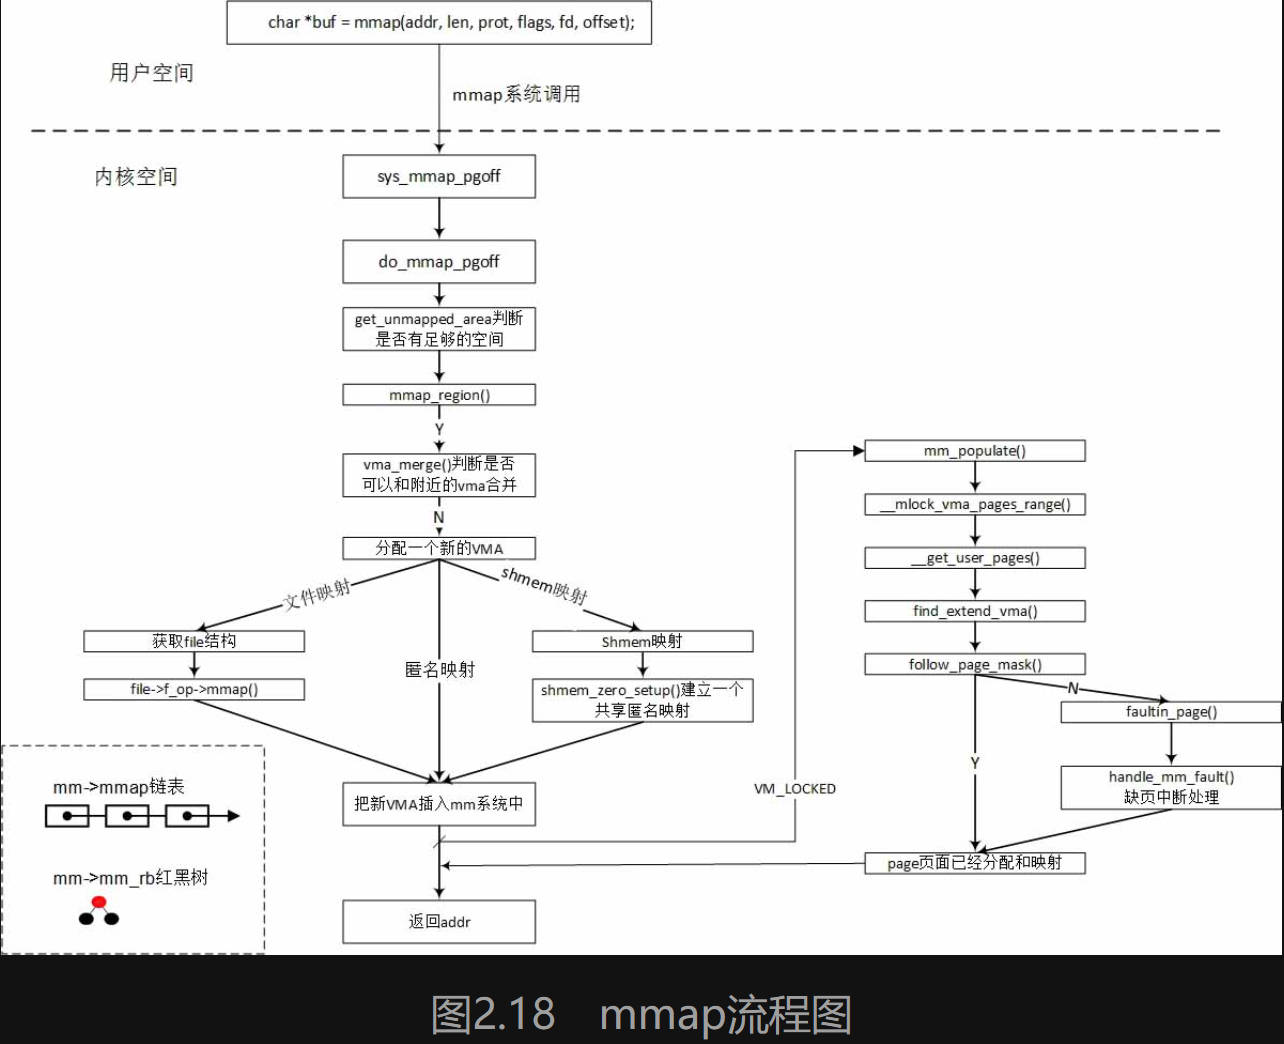 char *buf = mmap(addr, len, prot, flags, fd, offset);
用户空间
mmap系统调用
内核空间
sys_mmap_pgoff
do_mmap_pgoff
get_unmapped_area判断
是否有足够的空间
mmap_region()
Y
vma_merge()判断是否
可以和附近的vma合并
N
分配一个新的VMA
文件映射
shmem映射
获取file结构
file->f_op->mmap()
匿名映射
Shmem映射
shmem_zero_setup()建立一个
共享匿名映射
把新VMA插入mm系统中
VM_LOCKED
返回addr
mm_populate()
__mlock_vma_pages_range()
__get_user_pages()
find_extend_vma()
follow_page_mask()
N
faultin_page()
Y
handle_mm_fault()
缺页中断处理
page页面已经分配和映射
mm->mmap链表
mm->mm_rb红黑树
图2.18 mmap流程图